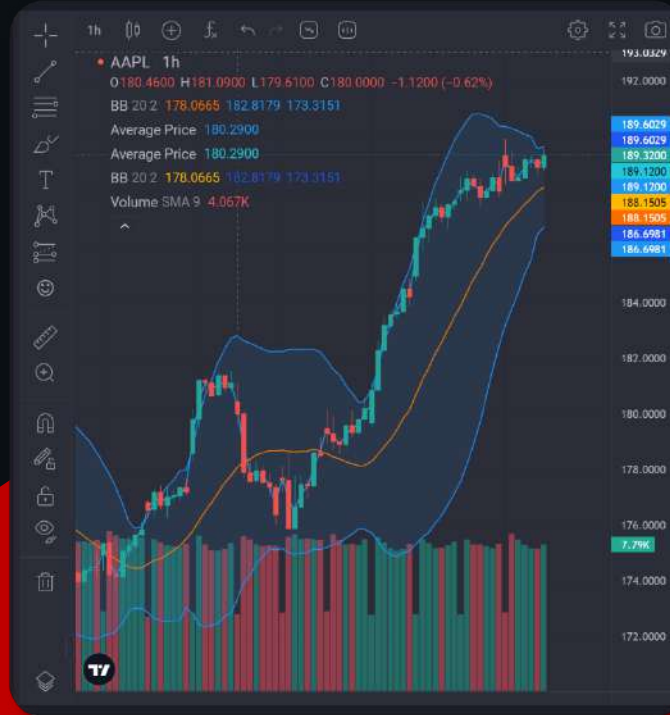 1h
AAPL 1h
O180.4600 H181.0900 L179.6100 C180.0000 -1.1200 (-0.62%)
BB 20 2 178.0665 182.8179 173.3151
Average Price 180.2900
Average Price 180.2900
BB 20 2 178.0665 182.8179 173.3151
Volume SMA 9 4.067K
193.0329
192.0000
189.6029
189.6029
189.3200
189.1200
189.1200
188.1505
188.1505
186.6981
186.6981
184.0000
182.0000
180.0000
178.0000
176.0000
7.79K
174.0000
172.0000